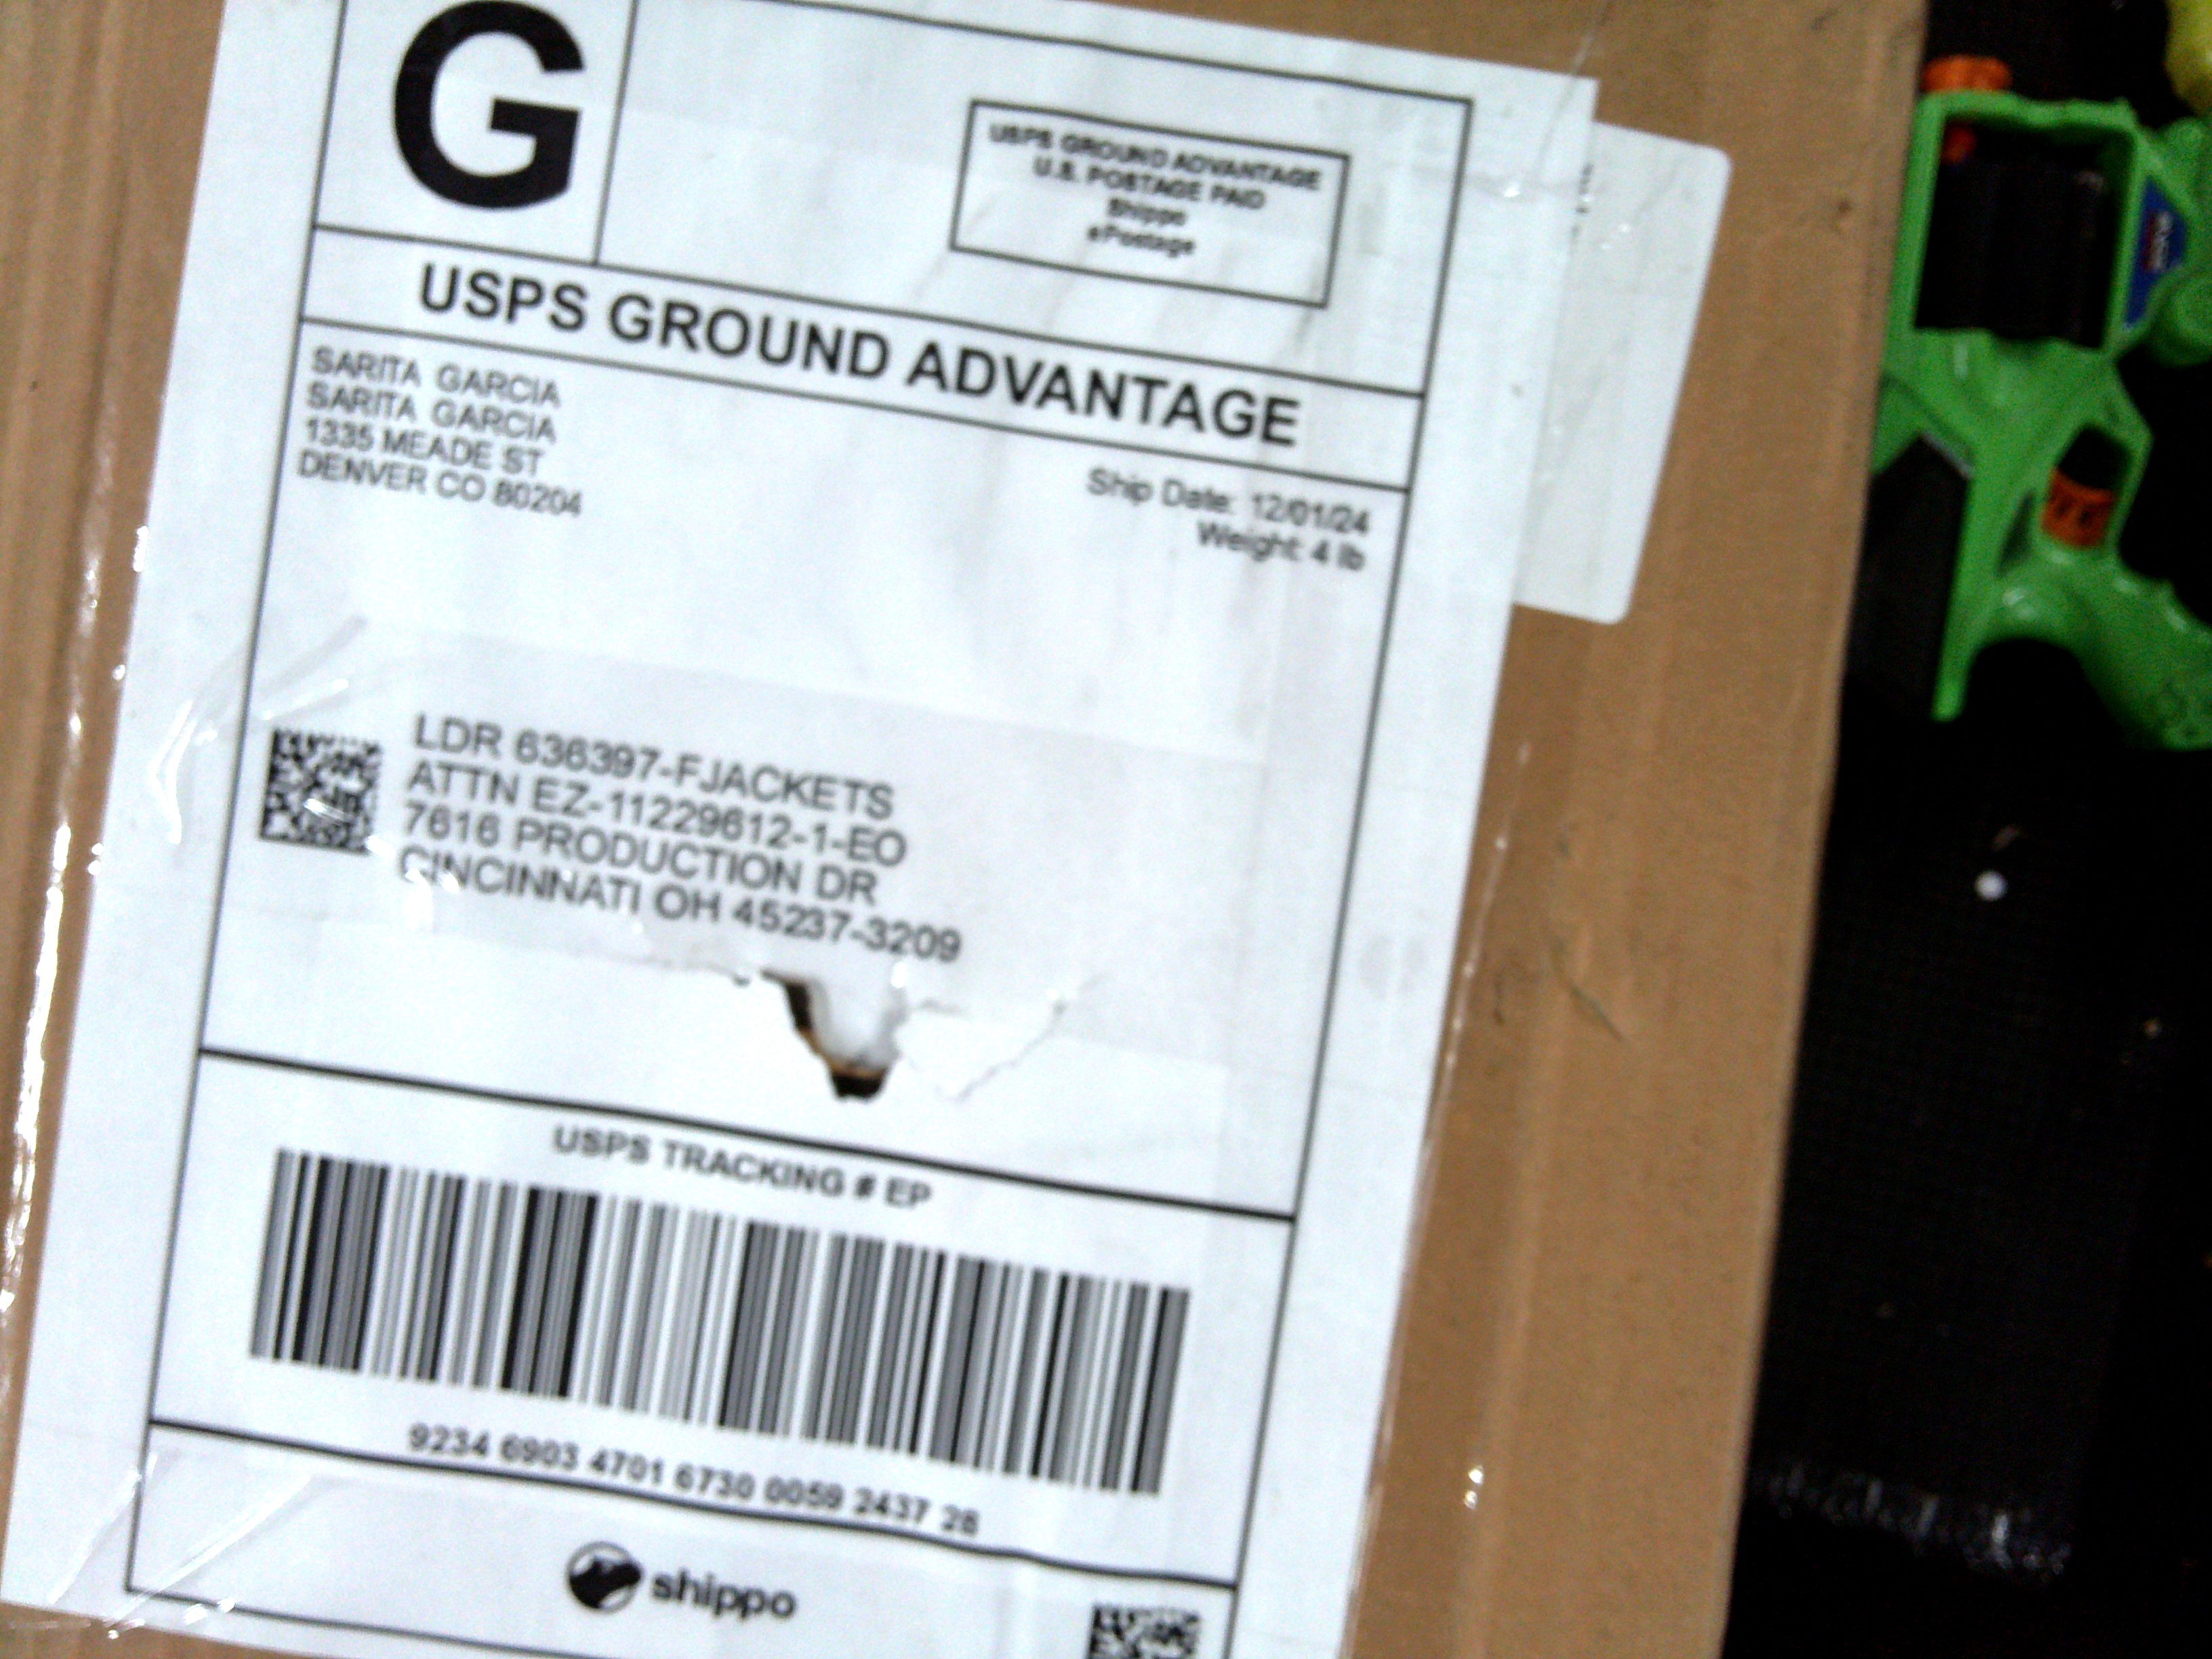 G
USPS GROUND ADVANTAGE
U.S. POSTAGE PAID
Shippo
ePostage
USPS GROUND ADVANTAGE
SARITA GARCIA
SARITA GARCIA
1335 MEADE ST
DENVER CO 80204
Ship Date: 12/01/24
Weight: 4 lb
LDR 636397-FJACKETS
ATTN EZ-11229612-1-EO
7616 PRODUCTION DR
CINCINNATI OH 45237-3209
USPS TRACKING # EP
9234 6903 4701 6730 0059 2437 28
shippo